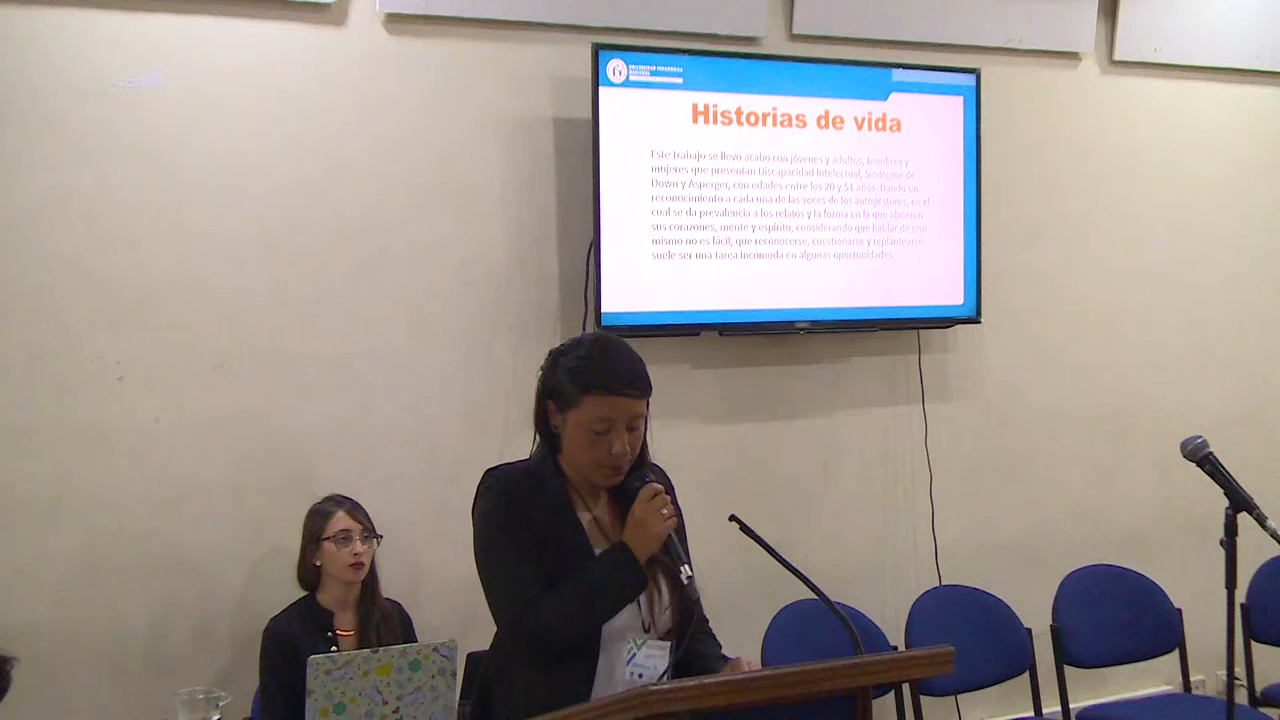 UNIVERSIDAD PEDAGOGICA
NACIONAL
Historias de vida
Este trabajo se llevo acabo con jóvenes y adultos, hombres y
mujeres que presentan Discapacidad Intelectual, Síndrome de
Down y Asperger, con edades entre los 20 y 51 años. Dando un
reconocimiento a cada una de las voces de los autogestores, en el
cual se da prevalencia a los relatos y la forma en la que abrieron
sus corazones, mente y espíritu, considerando que hablar de uno
mismo no es fácil, que reconocerse, cuestionarse y replantearse
suele ser una tarea incomoda en algunas oportunidades.